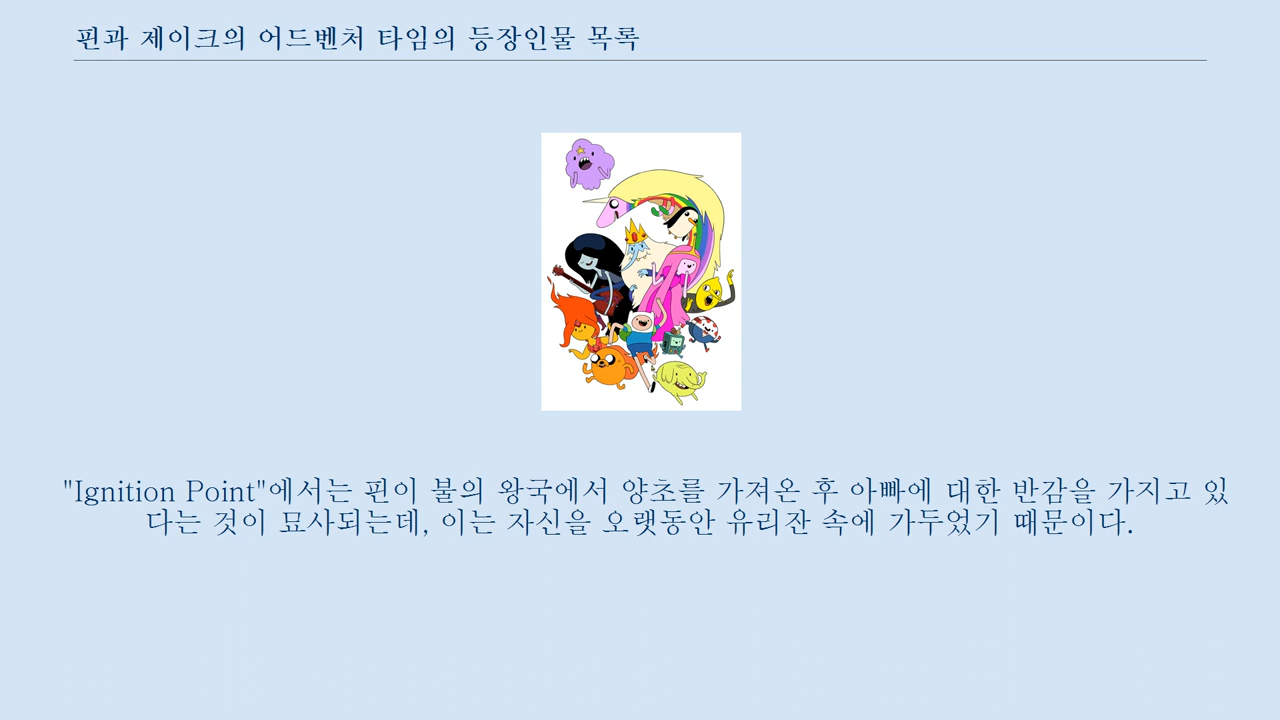 핀과 제이크의 어드벤처 타임의 등장인물 목록
"Ignition Point"에서는 핀이 불의 왕국에서 양초를 가져온 후 아빠에 대한 반감을 가지고 있
다는 것이 묘사되는데, 이는 자신을 오랫동안 유리잔 속에 가두었기 때문이다.